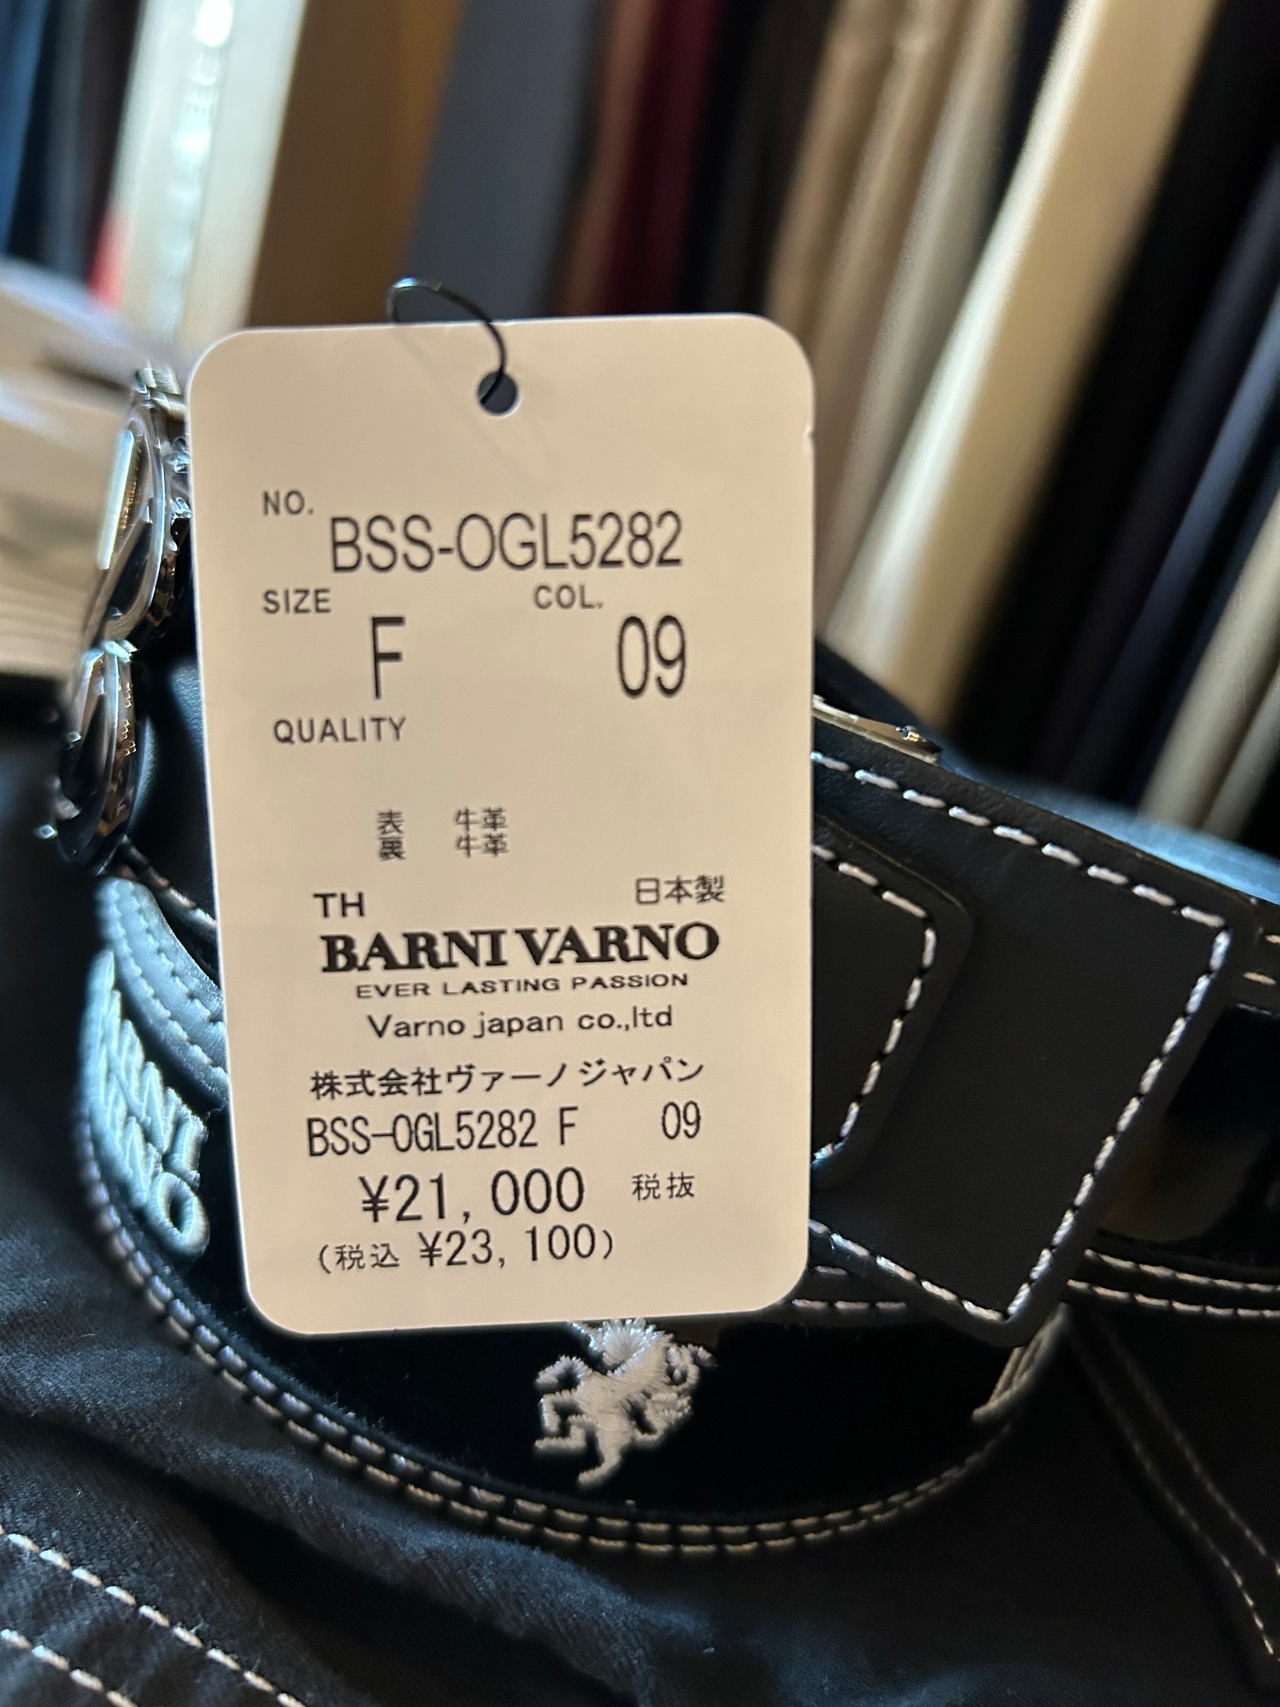 NO.
BSS-OGL5282
SIZE COL.
F 09
QUALITY
表 牛革
裏 牛革
TH 日本製
BARNI VARNO
EVER LASTING PASSION
Varno japan co.,ltd
株式会社ヴァーノジャパン
BSS-OGL5282 F 09
¥21,000 税抜
(税込 ¥23,100)